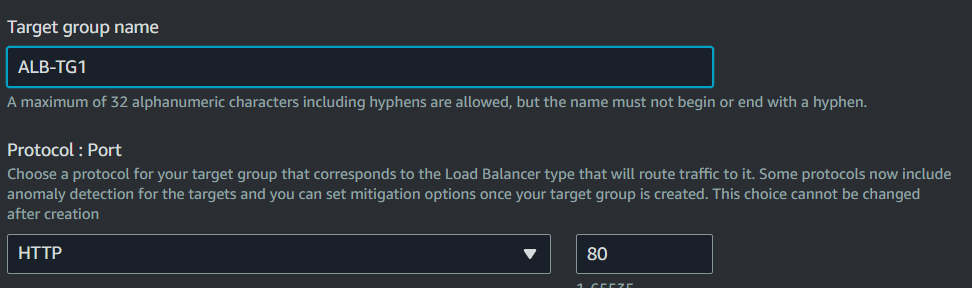 Target group name
ALB-TG1
A maximum of 32 alphanumeric characters including hyphens are allowed, but the name must not begin or end with a hyphen.
Protocol : Port
Choose a protocol for your target group that corresponds to the Load Balancer type that will route traffic to it. Some protocols now include
anomaly detection for the targets and you can set mitigation options once your target group is created. This choice cannot be changed
after creation
HTTP 80
1-65535